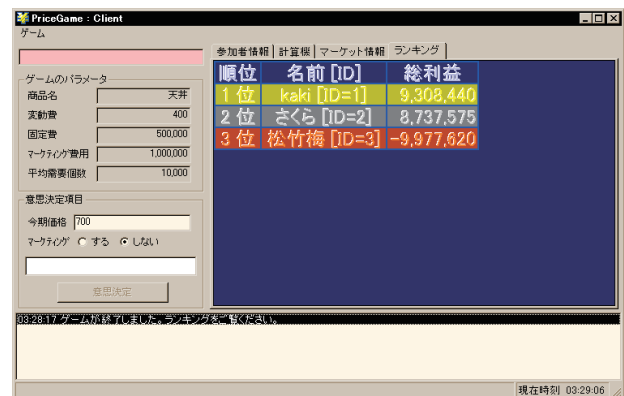 PriceGame : Client
ゲーム
参加者情報 計算機 マーケット情報 ランキング
ゲームのパラメータ
商品名 天井
変動費 400
固定費 500,000
マーケティング費用 1,000,000
平均需要個数 10,000
意思決定項目
今期価格 700
マーケティング する しない
意思決定
順位 名前 [ID] 総利益
1 位 kaki [ID=1] 9,308,440
2 位 さくら [ID=2] 8,737,575
3 位 松竹梅 [ID=3] -9,977,620
03:28:17 ゲームが終了しました。ランキングをご覧ください。
現在時刻 03:29:06